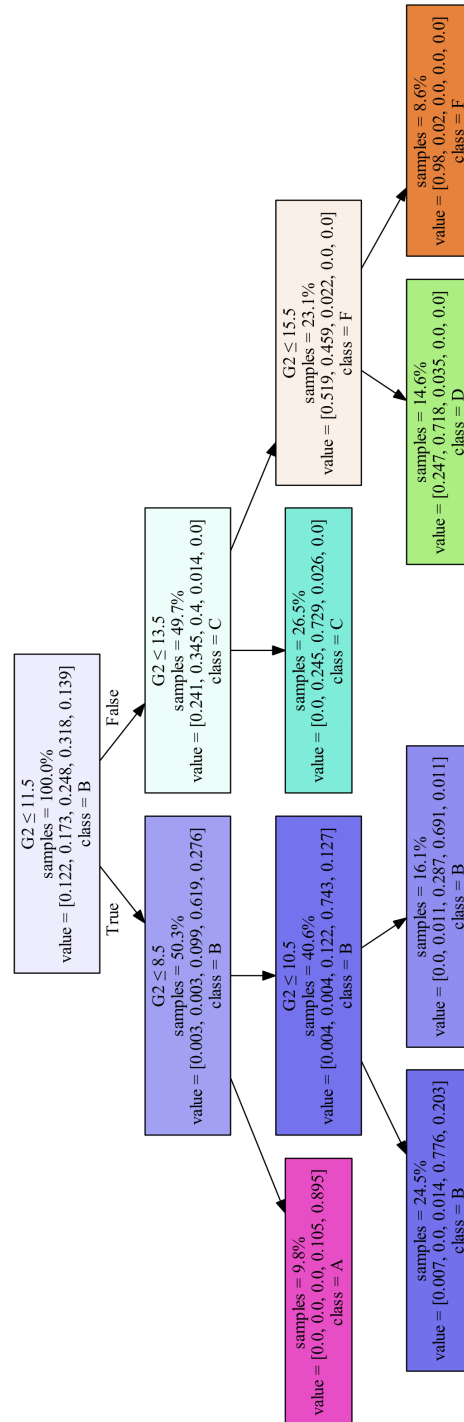 G2 ≤ 11.5
samples = 100.0%
value = [0.122, 0.173, 0.248, 0.318, 0.139]
class = B
True
False
G2 ≤ 8.5
samples = 50.3%
value = [0.003, 0.003, 0.099, 0.619, 0.276]
class = B
G2 ≤ 13.5
samples = 49.7%
value = [0.241, 0.345, 0.4, 0.014, 0.0]
class = C
samples = 9.8%
value = [0.0, 0.0, 0.0, 0.105, 0.895]
class = A
G2 ≤ 10.5
samples = 40.6%
value = [0.004, 0.004, 0.122, 0.743, 0.127]
class = B
samples = 26.5%
value = [0.0, 0.245, 0.729, 0.026, 0.0]
class = C
G2 ≤ 15.5
samples = 23.1%
value = [0.519, 0.459, 0.022, 0.0, 0.0]
class = F
samples = 24.5%
value = [0.007, 0.0, 0.014, 0.776, 0.203]
class = B
samples = 16.1%
value = [0.0, 0.011, 0.287, 0.691, 0.011]
class = B
samples = 14.6%
value = [0.247, 0.718, 0.035, 0.0, 0.0]
class = D
samples = 8.6%
value = [0.98, 0.02, 0.0, 0.0, 0.0]
class = F